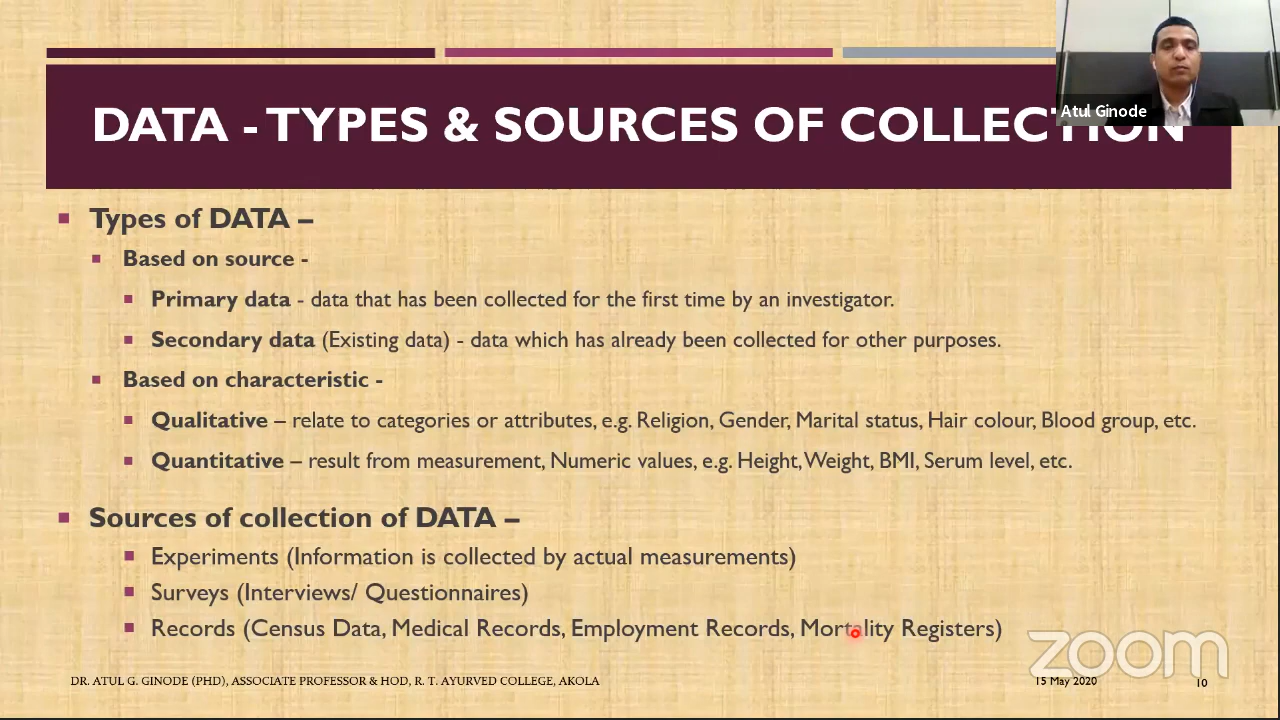 DATA - TYPES & SOURCES OF COLLECTION
Atul Ginode
Types of DATA –
Based on source -
Primary data - data that has been collected for the first time by an investigator.
Secondary data (Existing data) - data which has already been collected for other purposes.
Based on characteristic -
Qualitative – relate to categories or attributes, e.g. Religion, Gender, Marital status, Hair colour, Blood group, etc.
Quantitative – result from measurement, Numeric values, e.g. Height, Weight, BMI, Serum level, etc.
Sources of collection of DATA –
Experiments (Information is collected by actual measurements)
Surveys (Interviews/ Questionnaires)
Records (Census Data, Medical Records, Employment Records, Mortality Registers)
zoom
DR. ATUL G. GINODE (PHD), ASSOCIATE PROFESSOR & HOD, R. T. AYURVED COLLEGE, AKOLA
15 May 2020
10